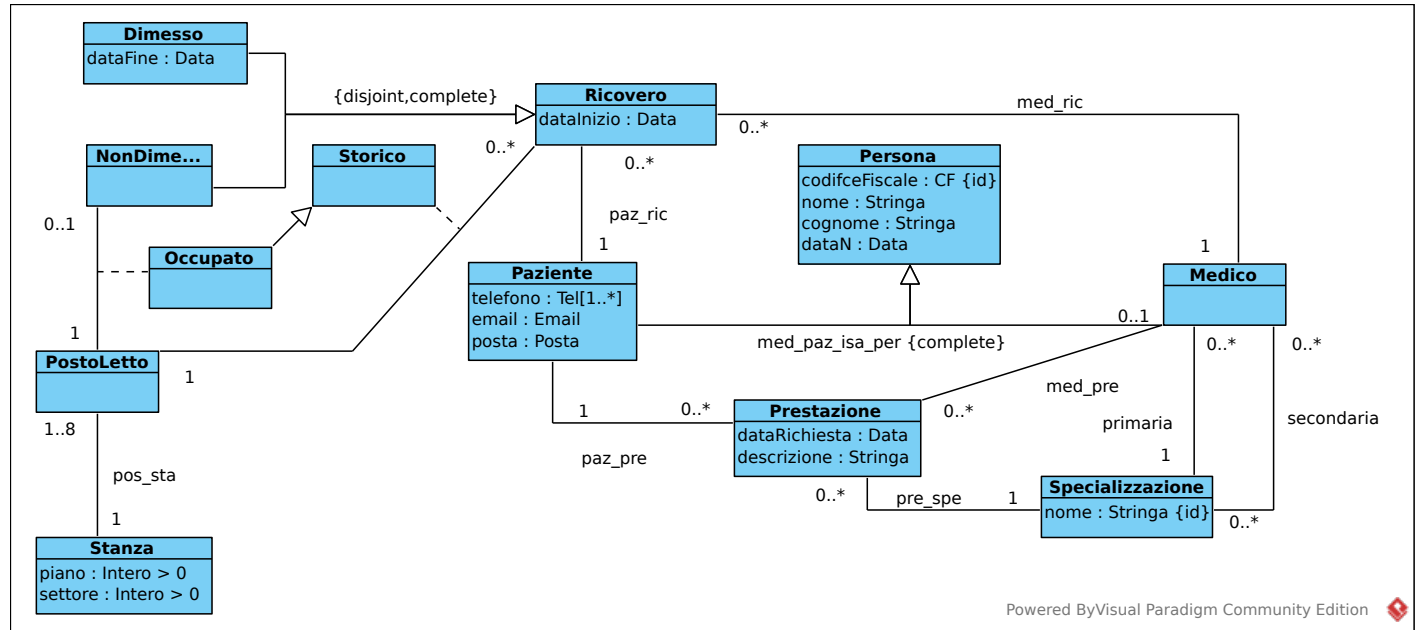 Dimesso
dataFine : Data
{disjoint,complete}
Ricovero
dataInizio : Data
med_ric
0..*
0..*
0..*
NonDime...
Storico
Persona
codifceFiscale : CF {id}
nome : Stringa
cognome : Stringa
dataN : Data
0..1
paz_ric
1
1
Occupato
Paziente
telefono : Tel[1..*]
email : Email
posta : Posta
Medico
0..1
med_paz_isa_per {complete}
1
PostoLetto
1
0..*
0..*
med_pre
1..8
1
0..*
Prestazione
dataRichiesta : Data
descrizione : Stringa
0..*
primaria
secondaria
paz_pre
1
pos_sta
0..*
pre_spe
1
Specializzazione
nome : Stringa {id}
0..*
1
Stanza
piano : Intero > 0
settore : Intero > 0
Powered ByVisual Paradigm Community Edition